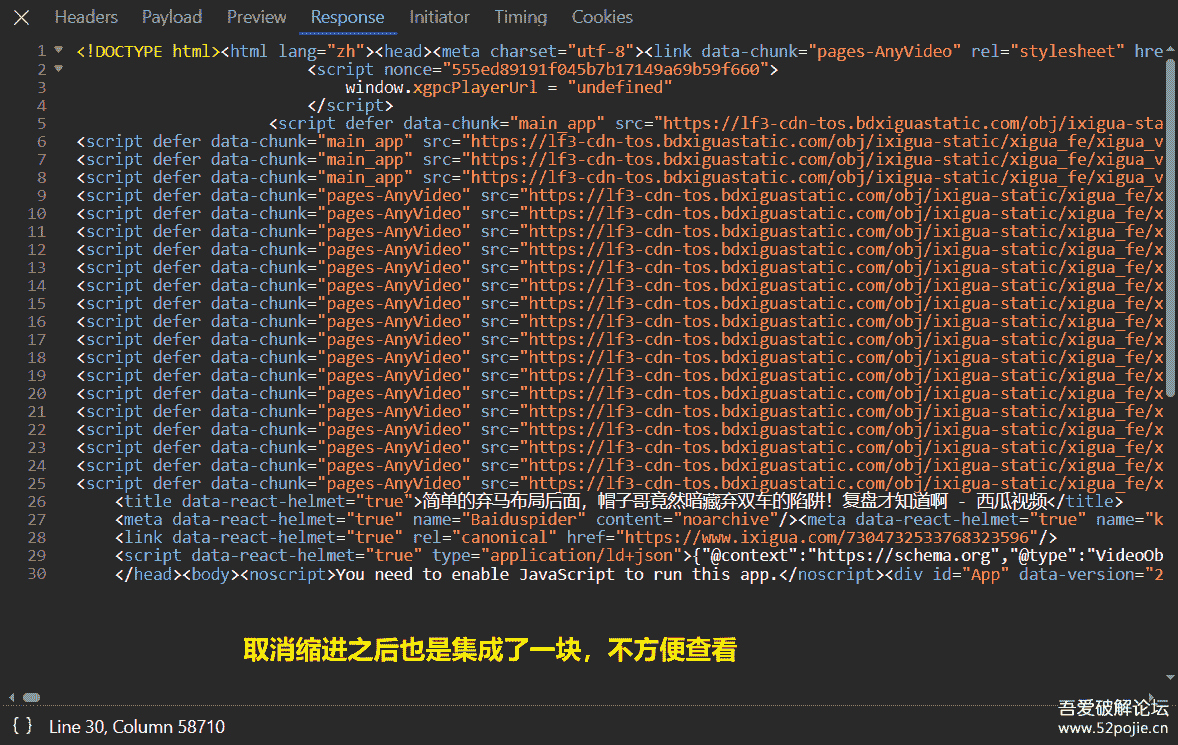 Headers Payload Preview Response Initiator Timing Cookies
1 <!DOCTYPE html><html lang="zh"><head><meta charset="utf-8"><link data-chunk="pages-AnyVideo" rel="stylesheet" hre
2 <script nonce="555ed89191f045b7b17149a69b59f660">
3 window.xgpcPlayerUrl = "undefined"
4 </script>
5 <script defer data-chunk="main_app" src="https://lf3-cdn-tos.bdxiguastatic.com/obj/ixigua-sta
6 <script defer data-chunk="main_app" src="https://lf3-cdn-tos.bdxiguastatic.com/obj/ixigua-static/xigua_fe/xigua_v
7 <script defer data-chunk="main_app" src="https://lf3-cdn-tos.bdxiguastatic.com/obj/ixigua-static/xigua_fe/xigua_v
8 <script defer data-chunk="main_app" src="https://lf3-cdn-tos.bdxiguastatic.com/obj/ixigua-static/xigua_fe/xigua_v
9 <script defer data-chunk="pages-AnyVideo" src="https://lf3-cdn-tos.bdxiguastatic.com/obj/ixigua-static/xigua_fe/x
10 <script defer data-chunk="pages-AnyVideo" src="https://lf3-cdn-tos.bdxiguastatic.com/obj/ixigua-static/xigua_fe/x
11 <script defer data-chunk="pages-AnyVideo" src="https://lf3-cdn-tos.bdxiguastatic.com/obj/ixigua-static/xigua_fe/x
12 <script defer data-chunk="pages-AnyVideo" src="https://lf3-cdn-tos.bdxiguastatic.com/obj/ixigua-static/xigua_fe/x
13 <script defer data-chunk="pages-AnyVideo" src="https://lf3-cdn-tos.bdxiguastatic.com/obj/ixigua-static/xigua_fe/x
14 <script defer data-chunk="pages-AnyVideo" src="https://lf3-cdn-tos.bdxiguastatic.com/obj/ixigua-static/xigua_fe/x
15 <script defer data-chunk="pages-AnyVideo" src="https://lf3-cdn-tos.bdxiguastatic.com/obj/ixigua-static/xigua_fe/x
16 <script defer data-chunk="pages-AnyVideo" src="https://lf3-cdn-tos.bdxiguastatic.com/obj/ixigua-static/xigua_fe/x
17 <script defer data-chunk="pages-AnyVideo" src="https://lf3-cdn-tos.bdxiguastatic.com/obj/ixigua-static/xigua_fe/x
18 <script defer data-chunk="pages-AnyVideo" src="https://lf3-cdn-tos.bdxiguastatic.com/obj/ixigua-static/xigua_fe/x
19 <script defer data-chunk="pages-AnyVideo" src="https://lf3-cdn-tos.bdxiguastatic.com/obj/ixigua-static/xigua_fe/x
20 <script defer data-chunk="pages-AnyVideo" src="https://lf3-cdn-tos.bdxiguastatic.com/obj/ixigua-static/xigua_fe/x
21 <script defer data-chunk="pages-AnyVideo" src="https://lf3-cdn-tos.bdxiguastatic.com/obj/ixigua-static/xigua_fe/x
22 <script defer data-chunk="pages-AnyVideo" src="https://lf3-cdn-tos.bdxiguastatic.com/obj/ixigua-static/xigua_fe/x
23 <script defer data-chunk="pages-AnyVideo" src="https://lf3-cdn-tos.bdxiguastatic.com/obj/ixigua-static/xigua_fe/x
24 <script defer data-chunk="pages-AnyVideo" src="https://lf3-cdn-tos.bdxiguastatic.com/obj/ixigua-static/xigua_fe/x
25 <script defer data-chunk="pages-AnyVideo" src="https://lf3-cdn-tos.bdxiguastatic.com/obj/ixigua-static/xigua_fe/x
26 <title data-react-helmet="true">简单的弃马布局后面，帽子哥竟然暗藏弃双车的陷阱！复盘才知道啊 - 西瓜视频</title>
27 <meta data-react-helmet="true" name="Baiduspider" content="noarchive"/><meta data-react-helmet="true" name="k
28 <link data-react-helmet="true" rel="canonical" href="https://www.ixigua.com/7304732533768323596"/>
29 <script data-react-helmet="true" type="application/ld+json">{"@context":"https://schema.org","@type":"VideoOb
30 </head><body><noscript>You need to enable JavaScript to run this app.</noscript><div id="App" data-version="2
取消缩进之后也是集成了一块，不方便查看
吾爱破解论坛
{ } Line 30, Column 58710
www.52pojie.cn